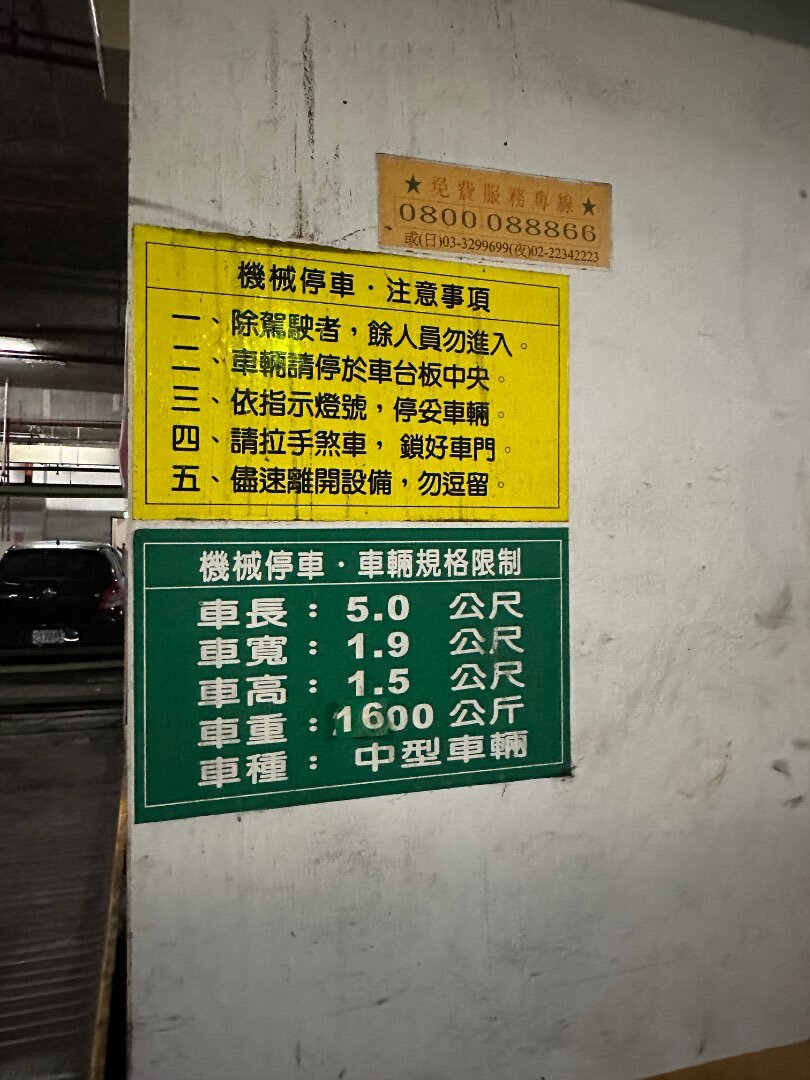 ★免費服務專線★
0800 088866
或(日)03-3299699(夜)02-22342223
機械停車·注意事項
一、除駕駛者，餘人員勿進入。
二、車輛請停於車台板中央。
三、依指示燈號，停妥車輛。
四、請拉手煞車，鎖好車門。
五、儘速離開設備，勿逗留。
機械停車·車輛規格限制
車長：5.0 公尺
車寬：1.9 公尺
車高：1.5 公尺
車重：1600 公斤
車種：中型車輛